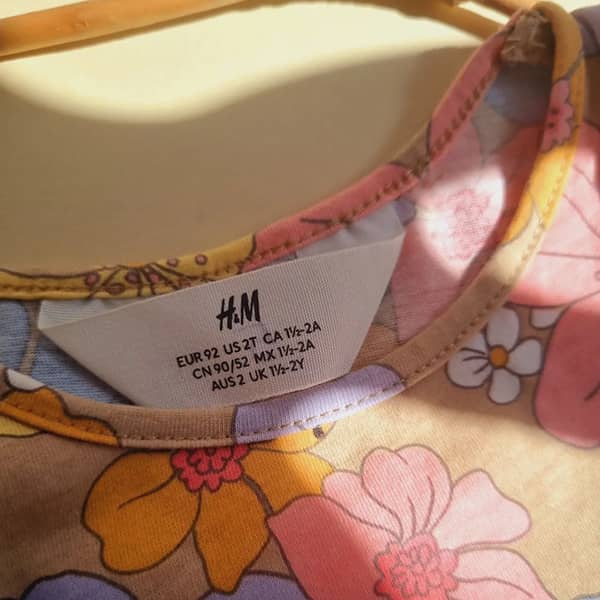 H&M
EUR 92 US 2T CA 1½-2A
CN 90/52 MX 1½-2A
AUS 2 UK 1½-2Y